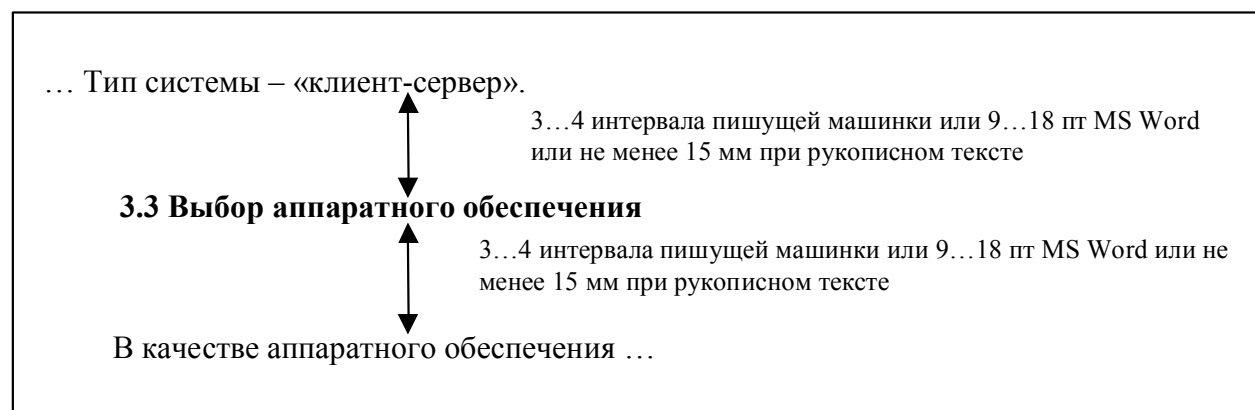 … Тип системы – «клиент-сервер».
3…4 интервала пишущей машинки или 9…18 пт MS Word
или не менее 15 мм при рукописном тексте
3.3 Выбор аппаратного обеспечения
3…4 интервала пишущей машинки или 9…18 пт MS Word или не
менее 15 мм при рукописном тексте
В качестве аппаратного обеспечения …